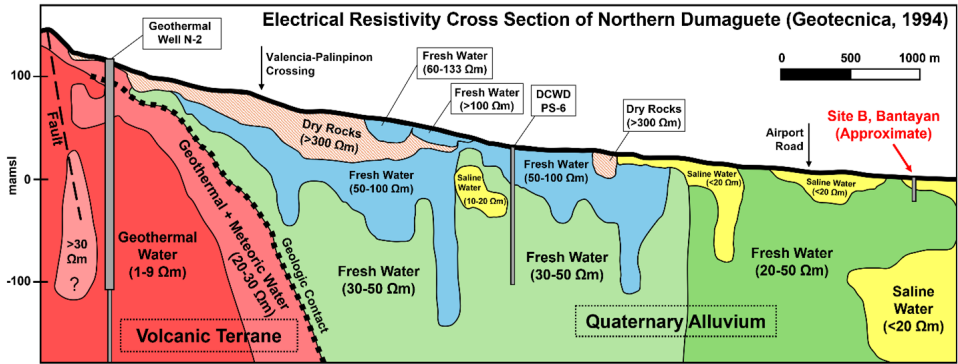 Electrical Resistivity Cross Section of Northern Dumaguete (Geotecnica, 1994)
Geothermal
Well N-2
Valencia-Palinpinon
Crossing
Fresh Water
(60-133 Ωm)
Fresh Water
(>100 Ωm)
DCWD
PS-6
Dry Rocks
(>300 Ωm)
0
500
1000 m
Site B, Bantayan
(Approximate)
Airport
Road
100
0
-100
mamsl
Fault
>30
Ωm
?
Geothermal
Water
(1-9 Ωm)
Geothermal + Meteoric Water
(20-30 Ωm)
Geologic Contact
Dry Rocks
(>300 Ωm)
Fresh Water
(50-100 Ωm)
Saline
Water
(10-20 Ωm)
Fresh Water
(50-100 Ωm)
Saline Water
(<20 Ωm)
Saline Water
(<20 Ωm)
Fresh Water
(30-50 Ωm)
Fresh Water
(30-50 Ωm)
Fresh Water
(20-50 Ωm)
Saline
Water
(<20 Ωm)
Volcanic Terrane
Quaternary Alluvium